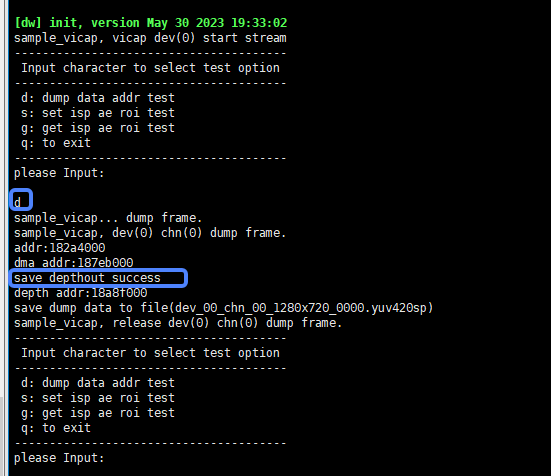 [dw] init, version May 30 2023 19:33:02
sample_vicap, vicap dev(0) start stream
---------------------------------------
 Input character to select test option
---------------------------------------
 d: dump data addr test
 s: set isp ae roi test
 g: get isp ae roi test
 q: to exit
---------------------------------------
please Input:
d
sample_vicap... dump frame.
sample_vicap, dev(0) chn(0) dump frame.
addr:182a4000
dma addr:187eb000
save depthout success
depth addr:18a8f000
save dump data to file(dev_00_chn_00_1280x720_0000.yuv420sp)
sample_vicap, release dev(0) chn(0) dump frame.
---------------------------------------
 Input character to select test option
---------------------------------------
 d: dump data addr test
 s: set isp ae roi test
 g: get isp ae roi test
 q: to exit
---------------------------------------
please Input: